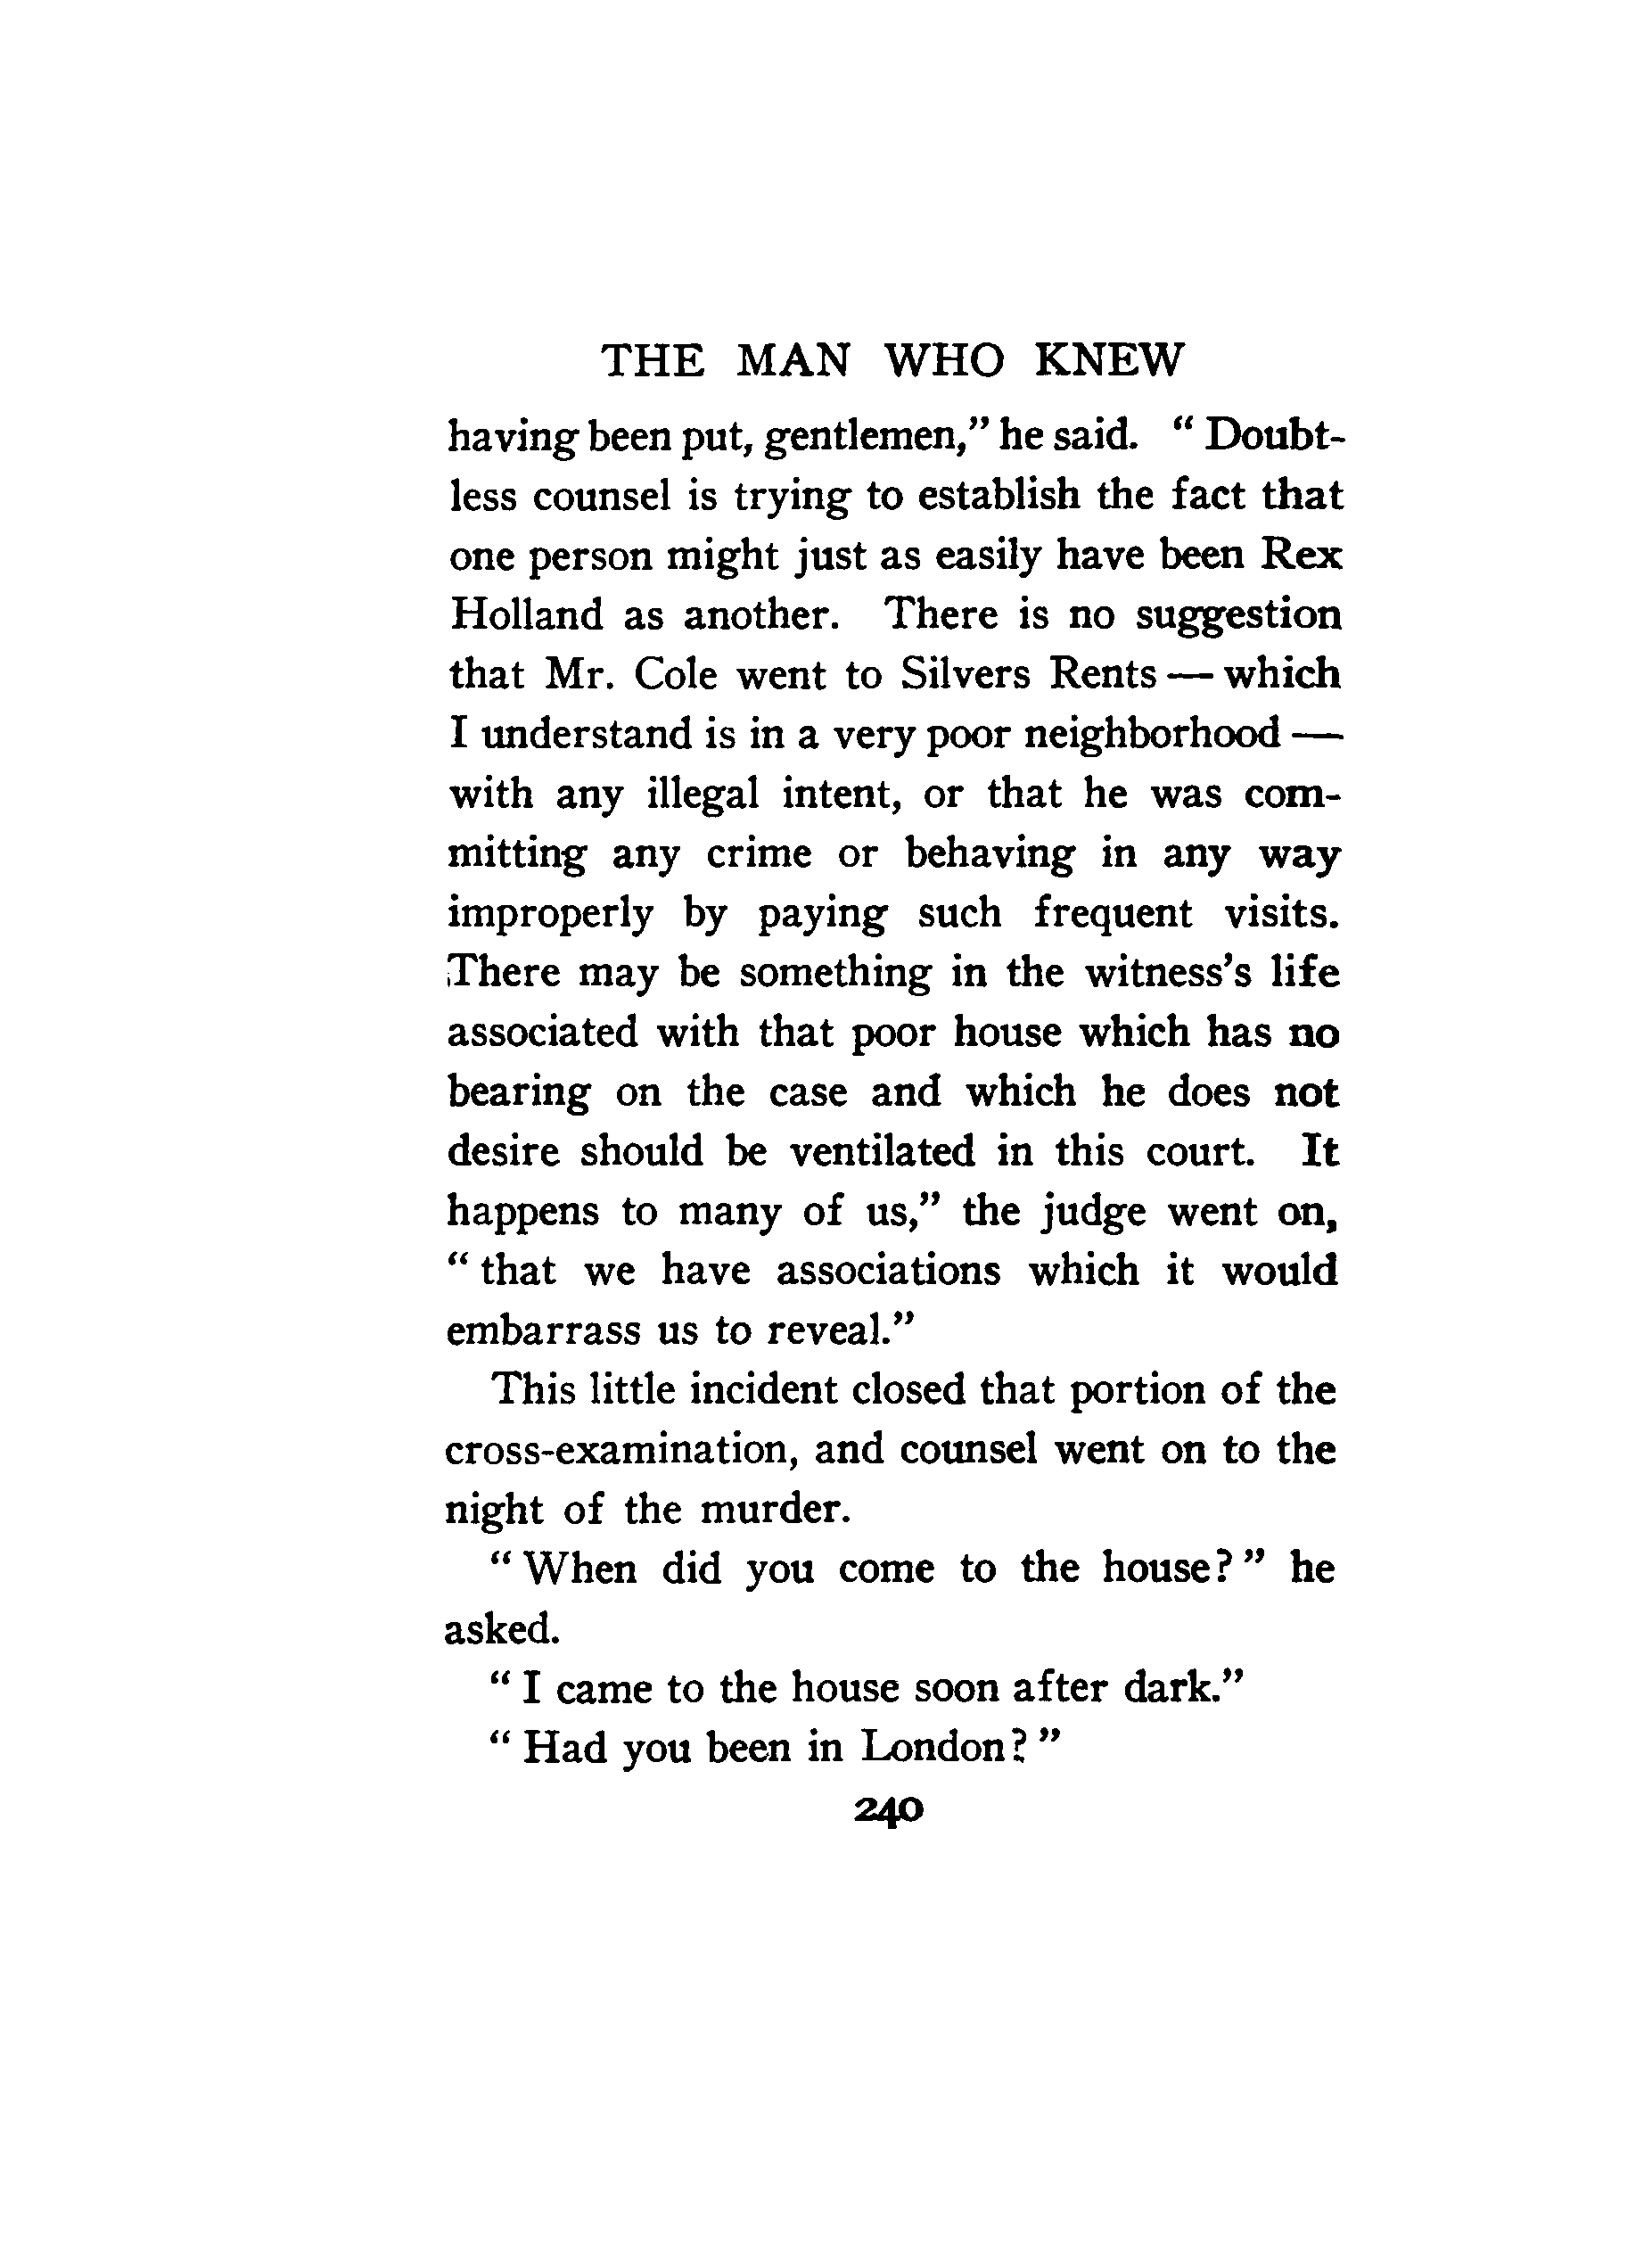 THE MAN WHO KNEW
having been put, gentlemen,” he said. “ Doubt-
less counsel is trying to establish the fact that
one person might just as easily have been Rex
Holland as another. There is no suggestion
that Mr. Cole went to Silvers Rents — which
I understand is in a very poor neighborhood —
with any illegal intent, or that he was com-
mitting any crime or behaving in any way
improperly by paying such frequent visits.
There may be something in the witness’s life
associated with that poor house which has no
bearing on the case and which he does not
desire should be ventilated in this court. It
happens to many of us,” the judge went on,
“ that we have associations which it would
embarrass us to reveal.”
This little incident closed that portion of the
cross-examination, and counsel went on to the
night of the murder.
“ When did you come to the house? ” he
asked.
“ I came to the house soon after dark.”
“ Had you been in London? ”
240